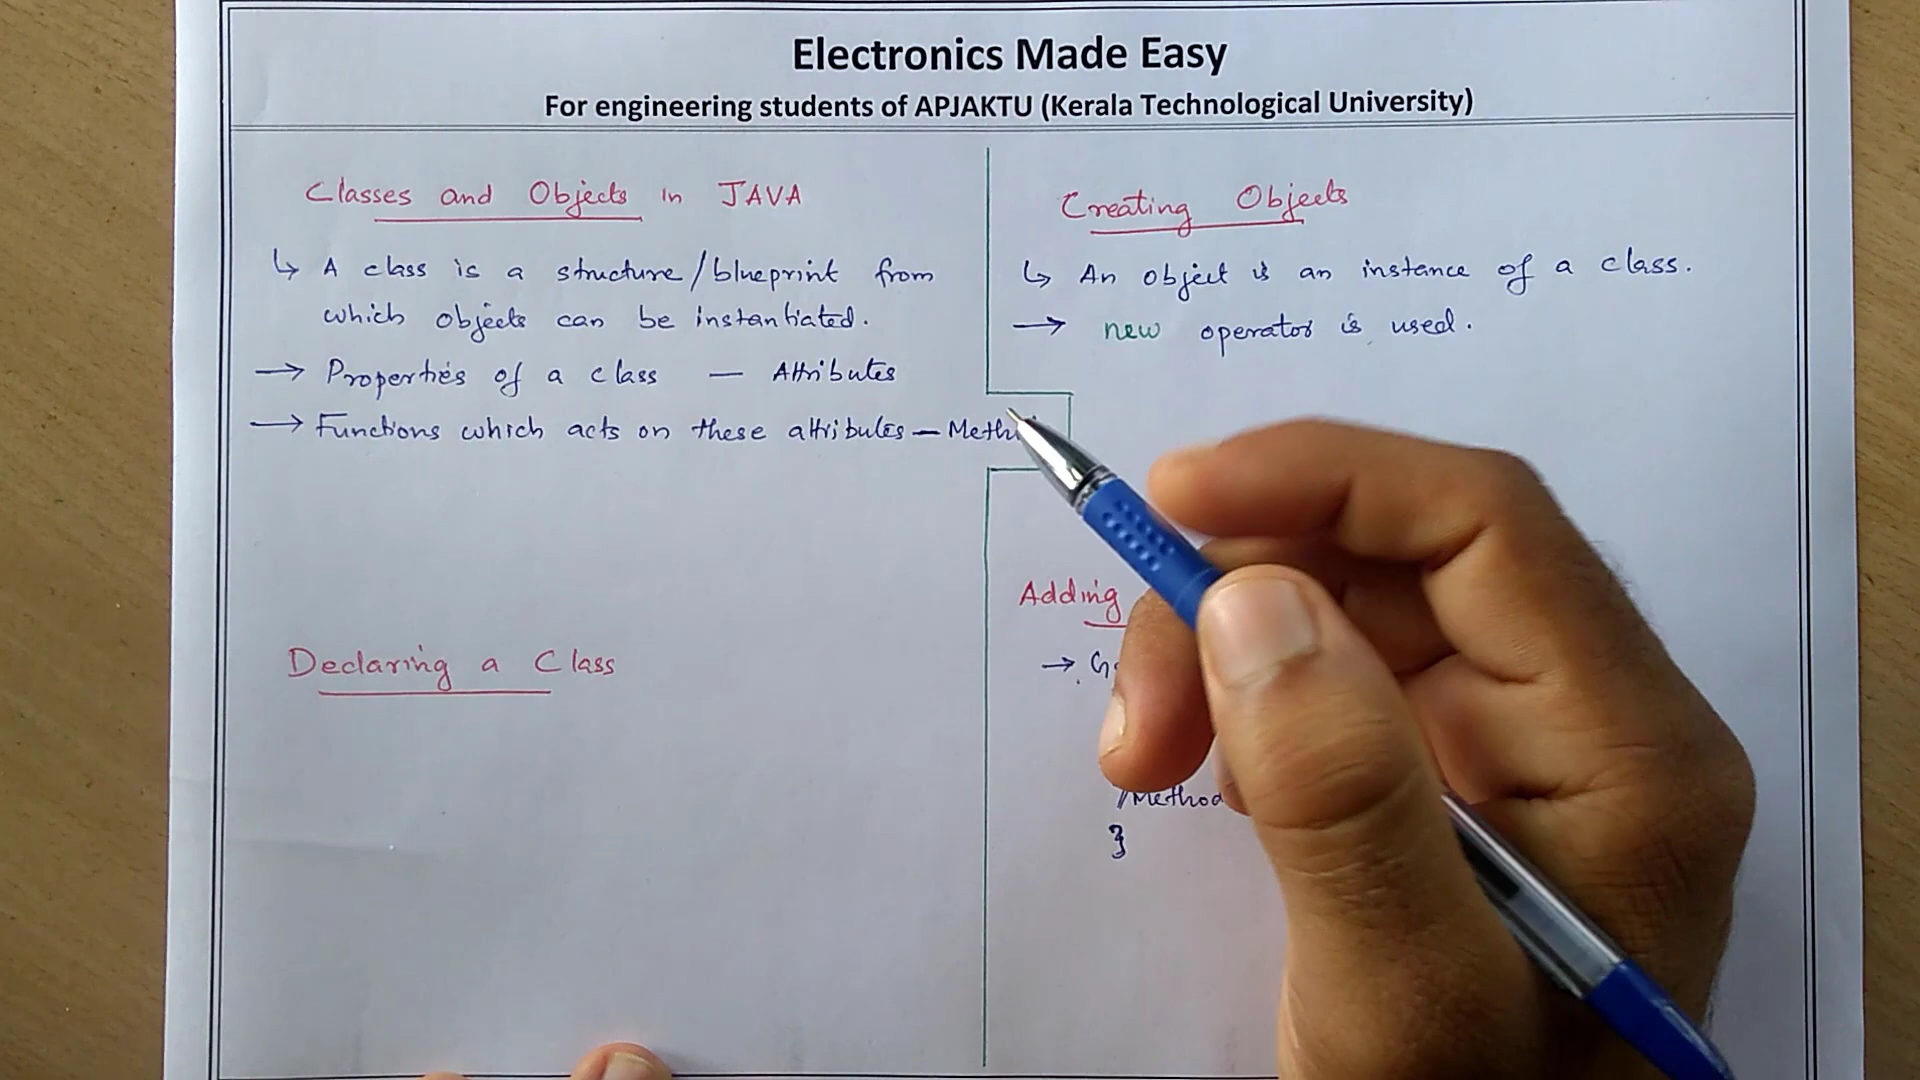 Electronics Made Easy
For engineering students of APJAKTU (Kerala Technological University)
Classes and Objects in JAVA
↳ A class is a structure/blueprint from
which objects can be instantiated.
→ Properties of a class — Attributes
→ Functions which acts on these attributes —
Declaring a Class
Creating Objects
↳ An object is an instance of a class.
→ new operator is used.
Adding
→
Method
}